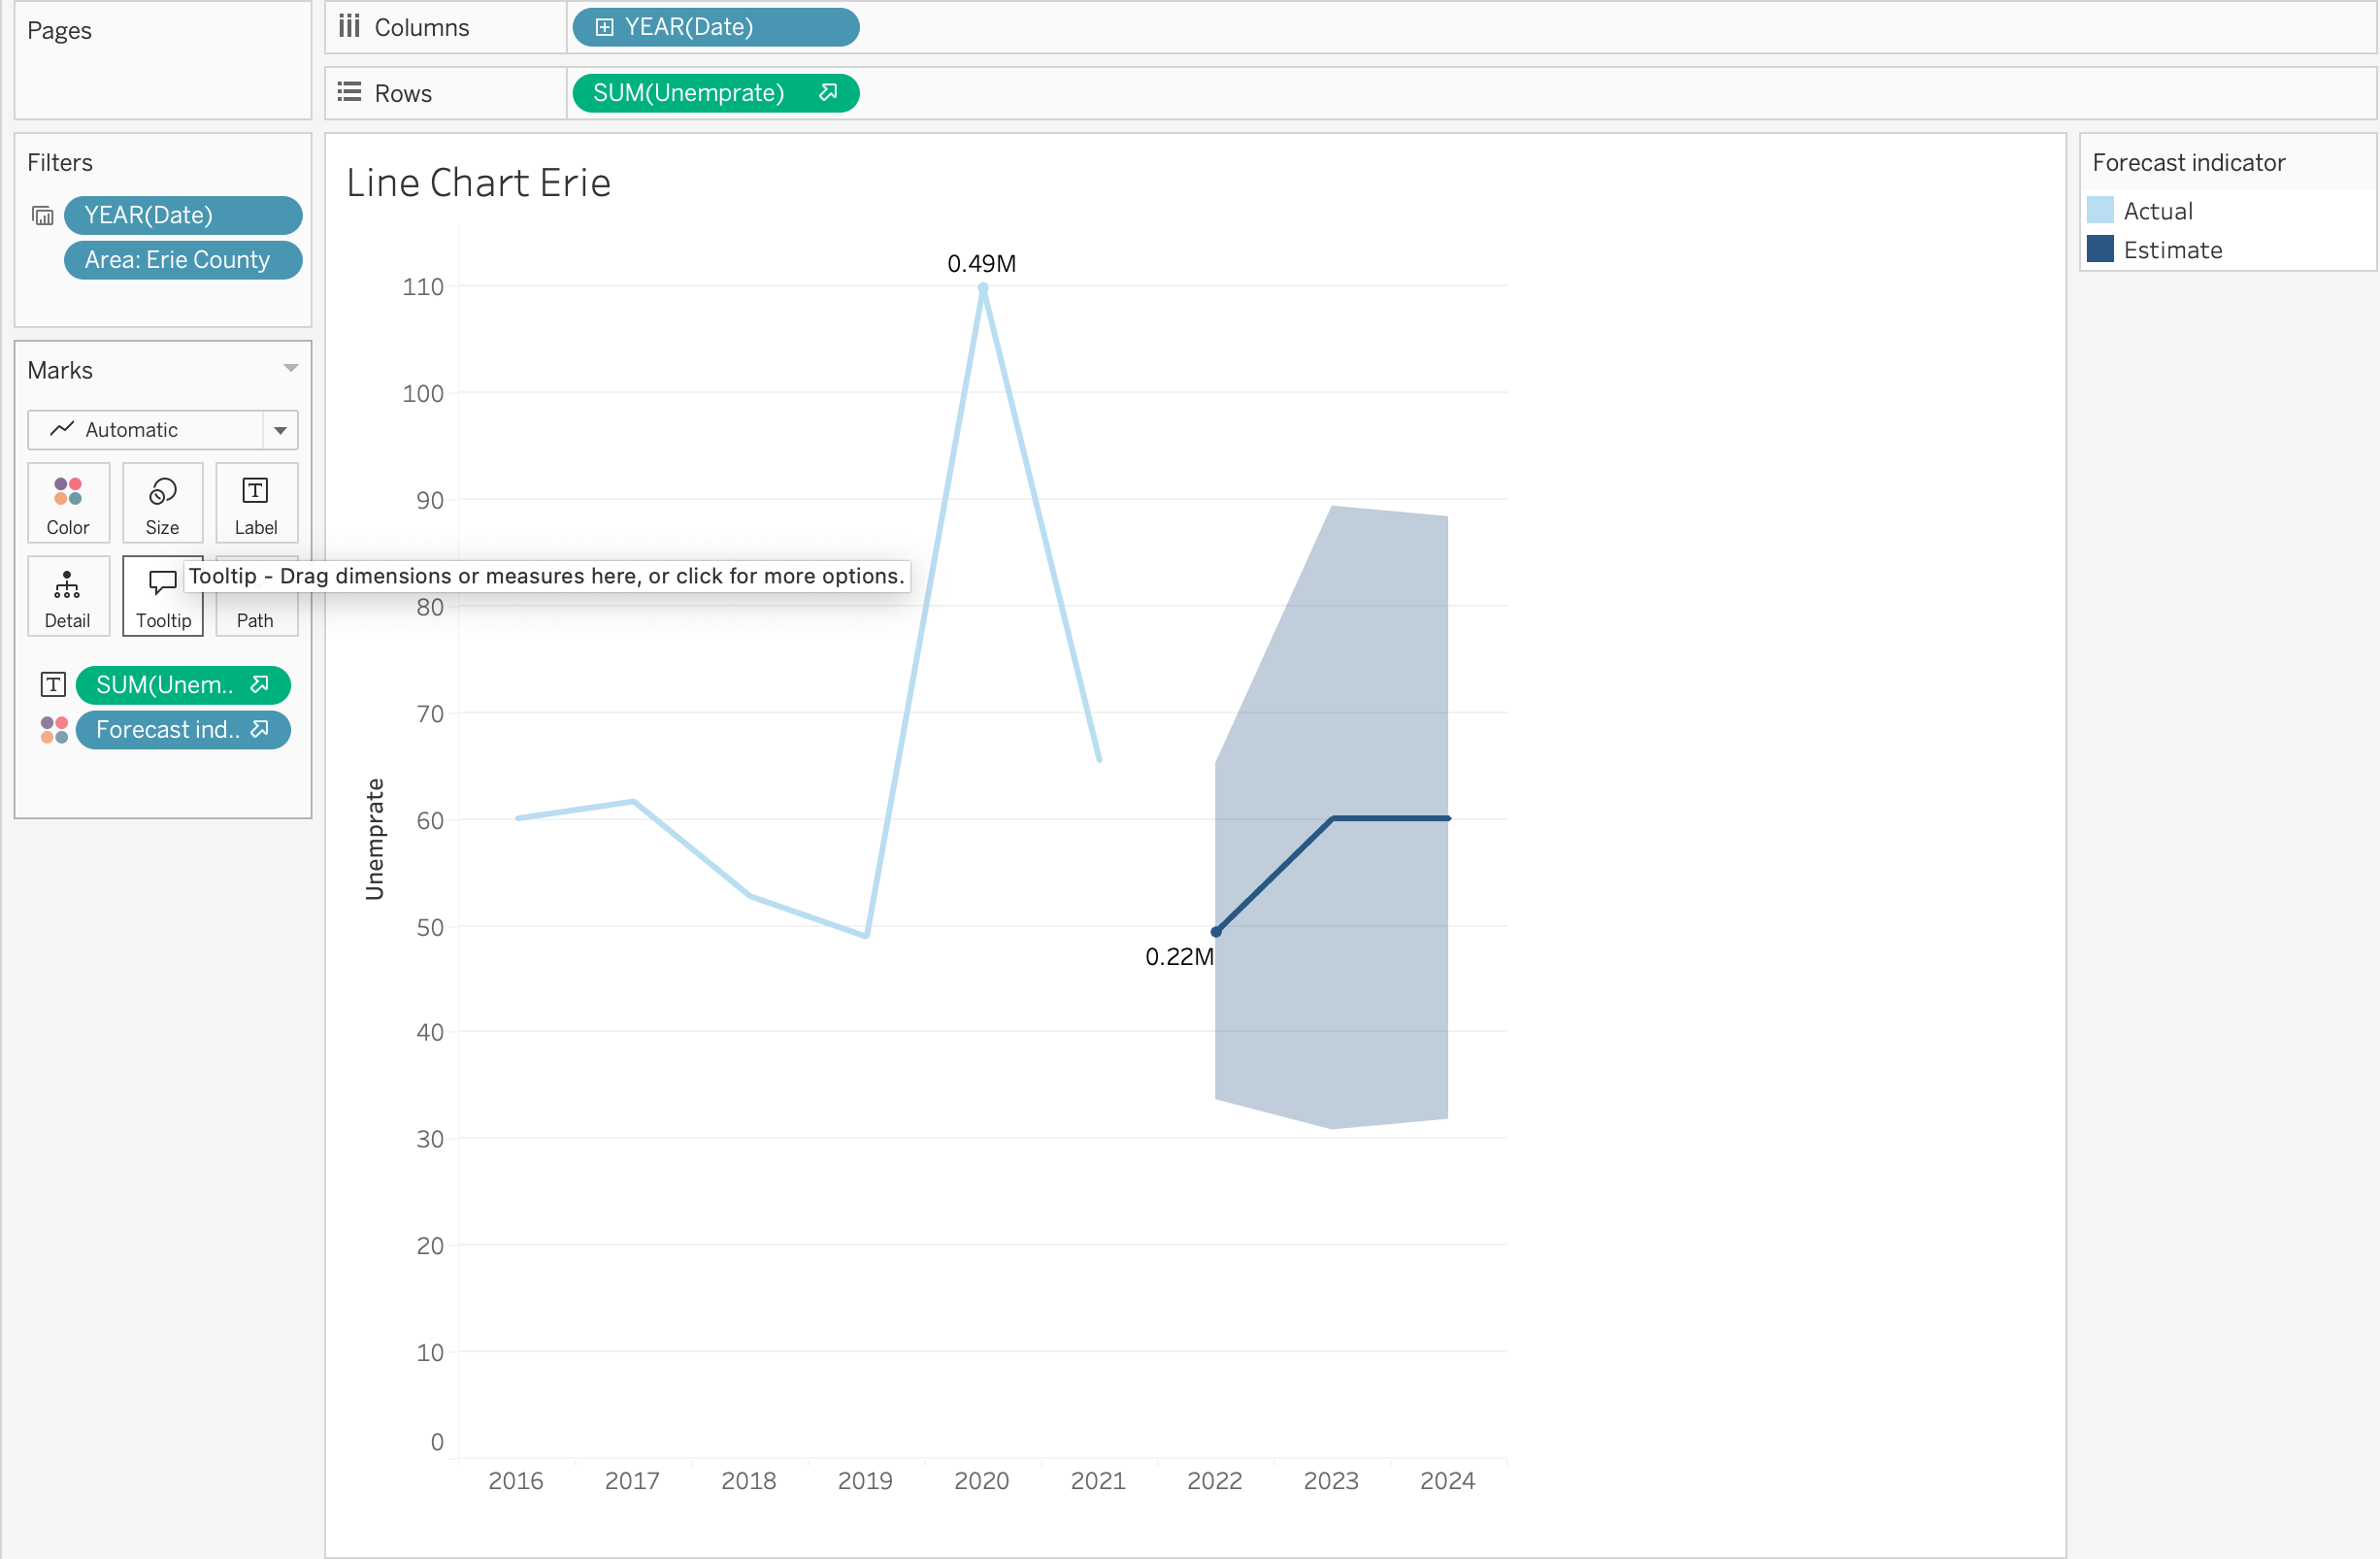 Pages
Columns
YEAR(Date)
Rows
SUM(Unemprate)
Filters
YEAR(Date)
Area: Erie County
Marks
Automatic
Color
Size
Label
Detail
Tooltip
Path
Tooltip - Drag dimensions or measures here, or click for more options.
T
SUM(Unem..
Forecast ind..
Line Chart Erie
0.49M
110
100
90
80
70
60
50
40
30
20
10
0
Unemprate
0.22M
2016 2017 2018 2019 2020 2021 2022 2023 2024
Forecast indicator
Actual
Estimate